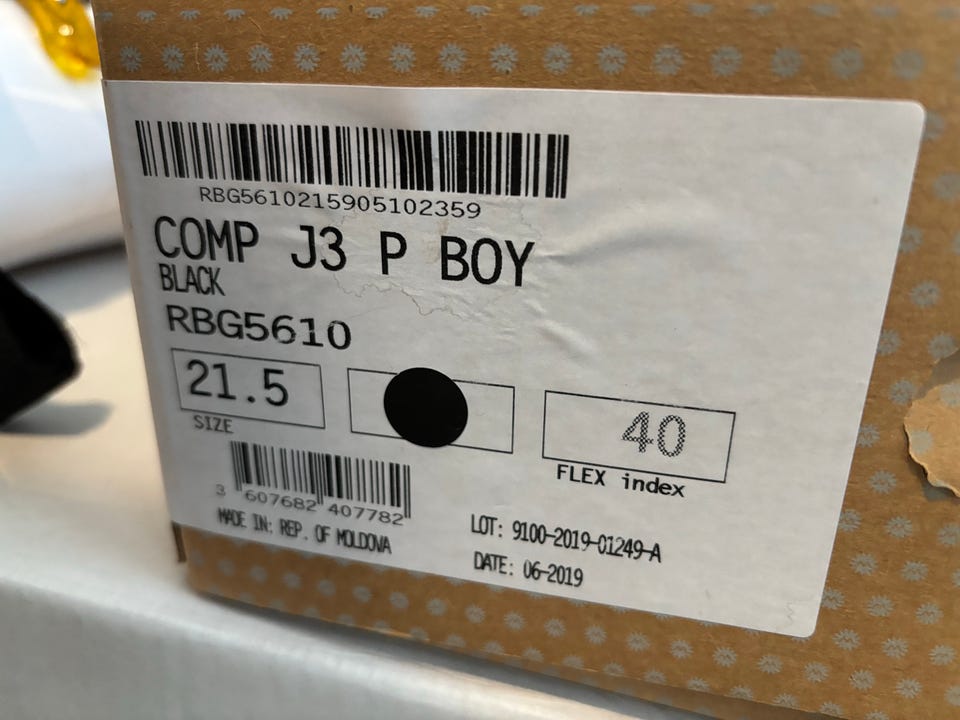 RBG5610215905102359
COMP J3 P BOY
BLACK
RBG5610
21.5
SIZE
40
FLEX index
3 607682 407782
MADE IN: REP. OF MOLDOVA
LOT: 9100-2019-01249-A
DATE: 06-2019